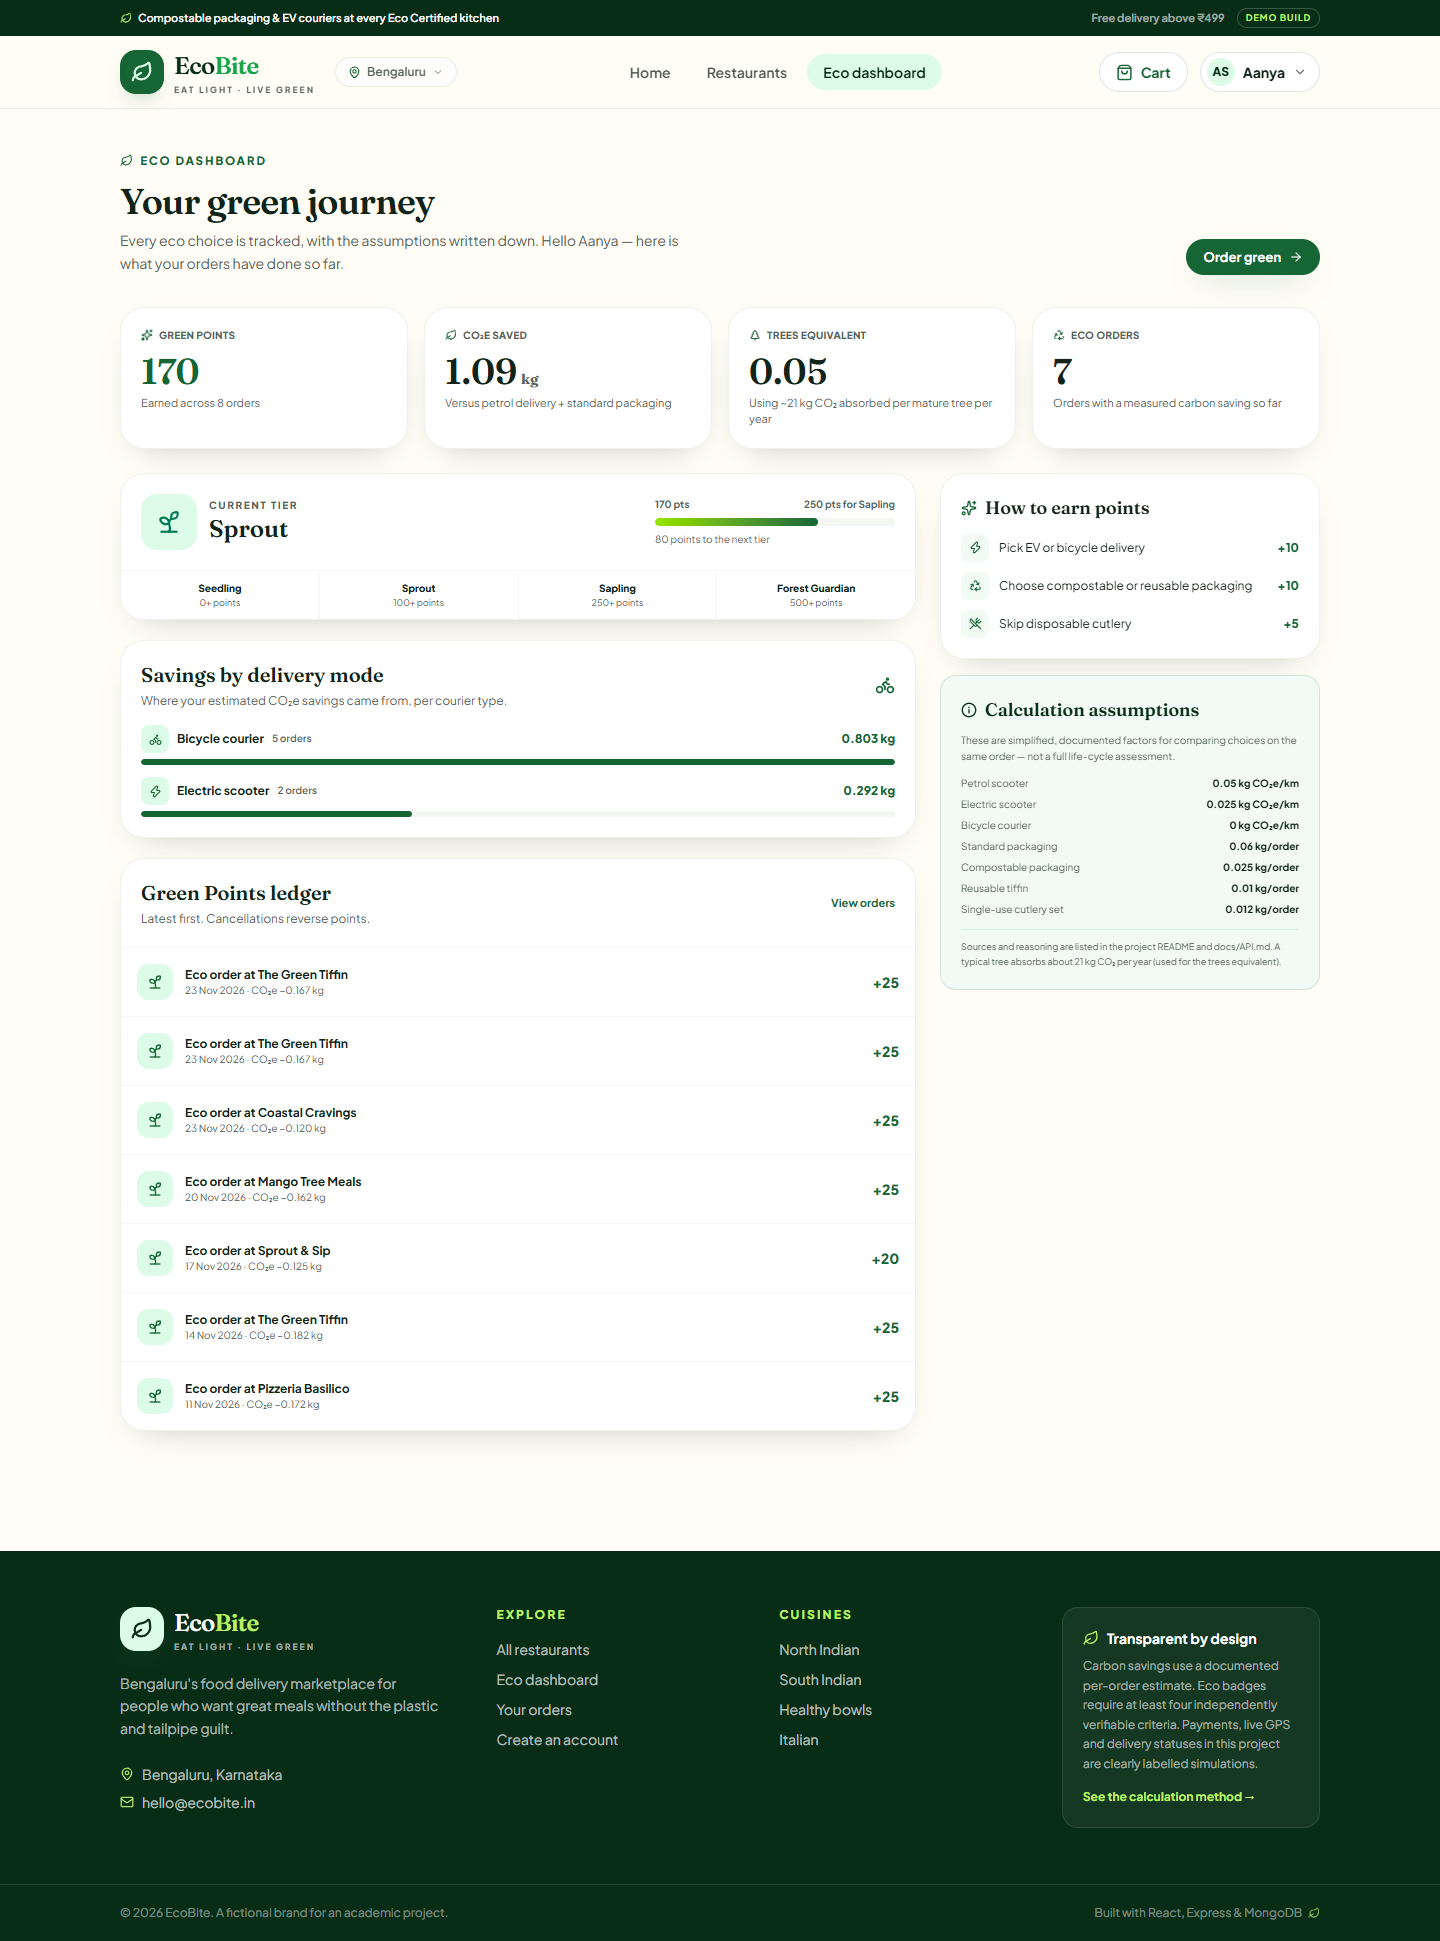 Compostable packaging & EV couriers at every Eco Certified kitchen
Free delivery above ₹499
DEMO BUILD
EcoBite
EAT LIGHT · LIVE GREEN
Bengaluru
Home
Restaurants
Eco dashboard
Cart
AS
Aanya
ECO DASHBOARD
Your green journey
Every eco choice is tracked, with the assumptions written down. Hello Aanya — here is
what your orders have done so far.
Order green →
GREEN POINTS
170
Earned across 8 orders
CO₂E SAVED
1.09 kg
Versus petrol delivery + standard packaging
TREES EQUIVALENT
0.05
Using ~21 kg CO₂ absorbed per mature tree per
year
ECO ORDERS
7
Orders with a measured carbon saving so far
CURRENT TIER
Sprout
170 pts
250 pts for Sapling
80 points to the next tier
Seedling
0+ points
Sprout
100+ points
Sapling
250+ points
Forest Guardian
500+ points
Savings by delivery mode
Where your estimated CO₂e savings came from, per courier type.
Bicycle courier 5 orders
0.803 kg
Electric scooter 2 orders
0.292 kg
Green Points ledger
Latest first. Cancellations reverse points.
View orders
Eco order at The Green Tiffin
23 Nov 2026 · CO₂e −0.167 kg
+25
Eco order at The Green Tiffin
23 Nov 2026 · CO₂e −0.167 kg
+25
Eco order at Coastal Cravings
23 Nov 2026 · CO₂e −0.120 kg
+25
Eco order at Mango Tree Meals
20 Nov 2026 · CO₂e −0.162 kg
+25
Eco order at Sprout & Sip
17 Nov 2026 · CO₂e −0.125 kg
+20
Eco order at The Green Tiffin
14 Nov 2026 · CO₂e −0.182 kg
+25
Eco order at Pizzeria Basilico
11 Nov 2026 · CO₂e −0.172 kg
+25
How to earn points
Pick EV or bicycle delivery
+10
Choose compostable or reusable packaging
+10
Skip disposable cutlery
+5
Calculation assumptions
These are simplified, documented factors for comparing choices on the
same order — not a full life-cycle assessment.
Petrol scooter
0.05 kg CO₂e/km
Electric scooter
0.025 kg CO₂e/km
Bicycle courier
0 kg CO₂e/km
Standard packaging
0.06 kg/order
Compostable packaging
0.025 kg/order
Reusable tiffin
0.01 kg/order
Single-use cutlery set
0.012 kg/order
Sources and reasoning are listed in the project README and docs/API.md. A
typical tree absorbs about 21 kg CO₂ per year (used for the trees equivalent).
EcoBite
EAT LIGHT · LIVE GREEN
Bengaluru's food delivery marketplace for
people who want great meals without the plastic
and tailpipe guilt.
Bengaluru, Karnataka
hello@ecobite.in
EXPLORE
All restaurants
Eco dashboard
Your orders
Create an account
CUISINES
North Indian
South Indian
Healthy bowls
Italian
Transparent by design
Carbon savings use a documented
per-order estimate. Eco badges
require at least four independently
verifiable criteria. Payments, live GPS
and delivery statuses in this project
are clearly labelled simulations.
See the calculation method →
© 2026 EcoBite. A fictional brand for an academic project.
Built with React, Express & MongoDB